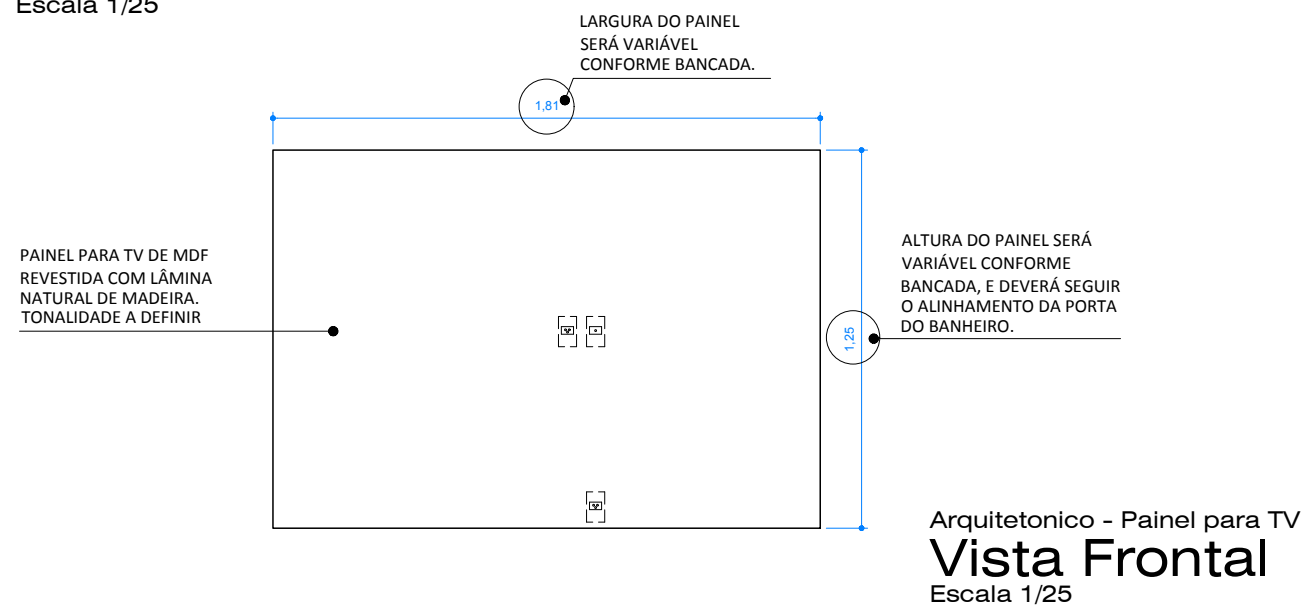 Escala 1/25
LARGURA DO PAINEL
SERÁ VARIÁVEL
CONFORME BANCADA.
1,81
PAINEL PARA TV DE MDF
REVESTIDA COM LÂMINA
NATURAL DE MADEIRA.
TONALIDADE A DEFINIR
ALTURA DO PAINEL SERÁ
VARIÁVEL CONFORME
BANCADA, E DEVERÁ SEGUIR
O ALINHAMENTO DA PORTA
DO BANHEIRO.
1,25
Arquitetonico - Painel para TV
Vista Frontal
Escala 1/25